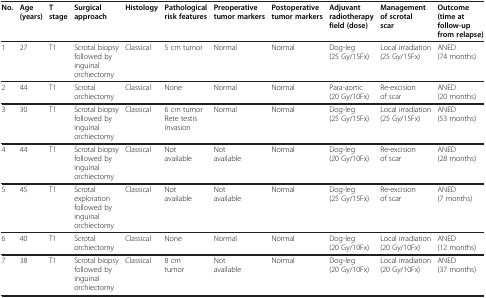 No. Age (years) T stage Surgical approach Histology Pathological risk features Preoperative tumor markers Postoperative tumor markers Adjuvant radiotherapy field (dose) Management of scrotal scar Outcome (time at follow-up from relapse)
1 27 T1 Scrotal biopsy followed by inguinal orchiectomy Classical 5 cm tumor Normal Normal Dog-leg (25 Gy/15Fx) Local irradiation (25 Gy/15Fx) ANED (74 months)
2 44 T1 Scrotal orchiectomy Classical None Normal Normal Para-aortic (20 Gy/10Fx) Re-excision of scar ANED (20 months)
3 30 T1 Scrotal biopsy followed by inguinal orchiectomy Classical 6 cm tumor Rete testis invasion Normal Normal Dog-leg (25 Gy/15Fx) Local irradiation (25 Gy/15Fx) ANED (53 months)
4 44 T1 Scrotal biopsy followed by inguinal orchiectomy Classical Not available Not available Normal Dog-leg (20 Gy/10Fx) Re-excision of scar ANED (28 months)
5 45 T1 Scrotal exploration followed by inguinal orchiectomy Classical Not available Not available Normal Dog-leg (25 Gy/15Fx) Re-excision of scar ANED (7 months)
6 40 T1 Scrotal orchiectomy Classical None Normal Normal Dog-leg (20 Gy/10Fx) Local irradiation (20 Gy/10Fx) ANED (12 months)
7 38 T1 Scrotal biopsy followed by inguinal orchiectomy Classical 8 cm tumor Not available Normal Dog-leg (20 Gy/10Fx) Local irradiation (20 Gy/10Fx) ANED (37 months)